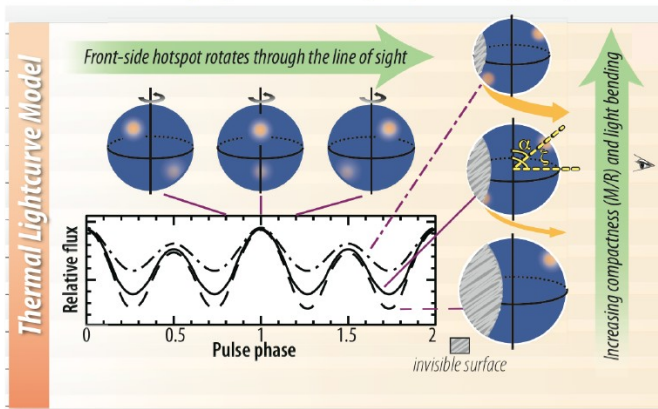 Thermal Lightcurve Model
Front-side hotspot rotates through the line of sight
Increasing compactness (M/R) and light bending
α
ζ
Relative flux
0
0.5
1
1.5
2
Pulse phase
invisible surface